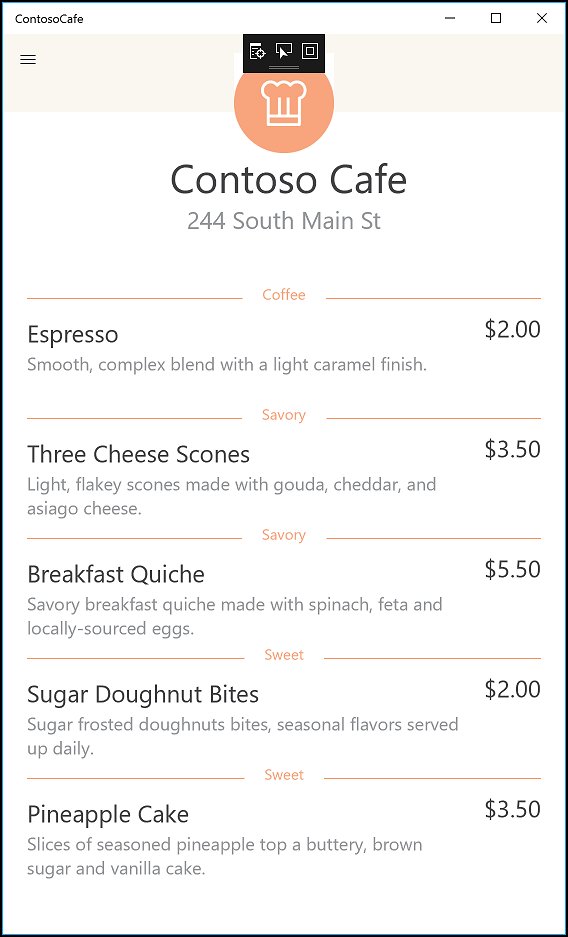 ContosoCafe
Contoso Cafe
244 South Main St
Coffee
Espresso $2.00
Smooth, complex blend with a light caramel finish.
Savory
Three Cheese Scones $3.50
Light, flakey scones made with gouda, cheddar, and
asiago cheese.
Savory
Breakfast Quiche $5.50
Savory breakfast quiche made with spinach, feta and
locally-sourced eggs.
Sweet
Sugar Doughnut Bites $2.00
Sugar frosted doughnuts bites, seasonal flavors served
up daily.
Sweet
Pineapple Cake $3.50
Slices of seasoned pineapple top a buttery, brown
sugar and vanilla cake.